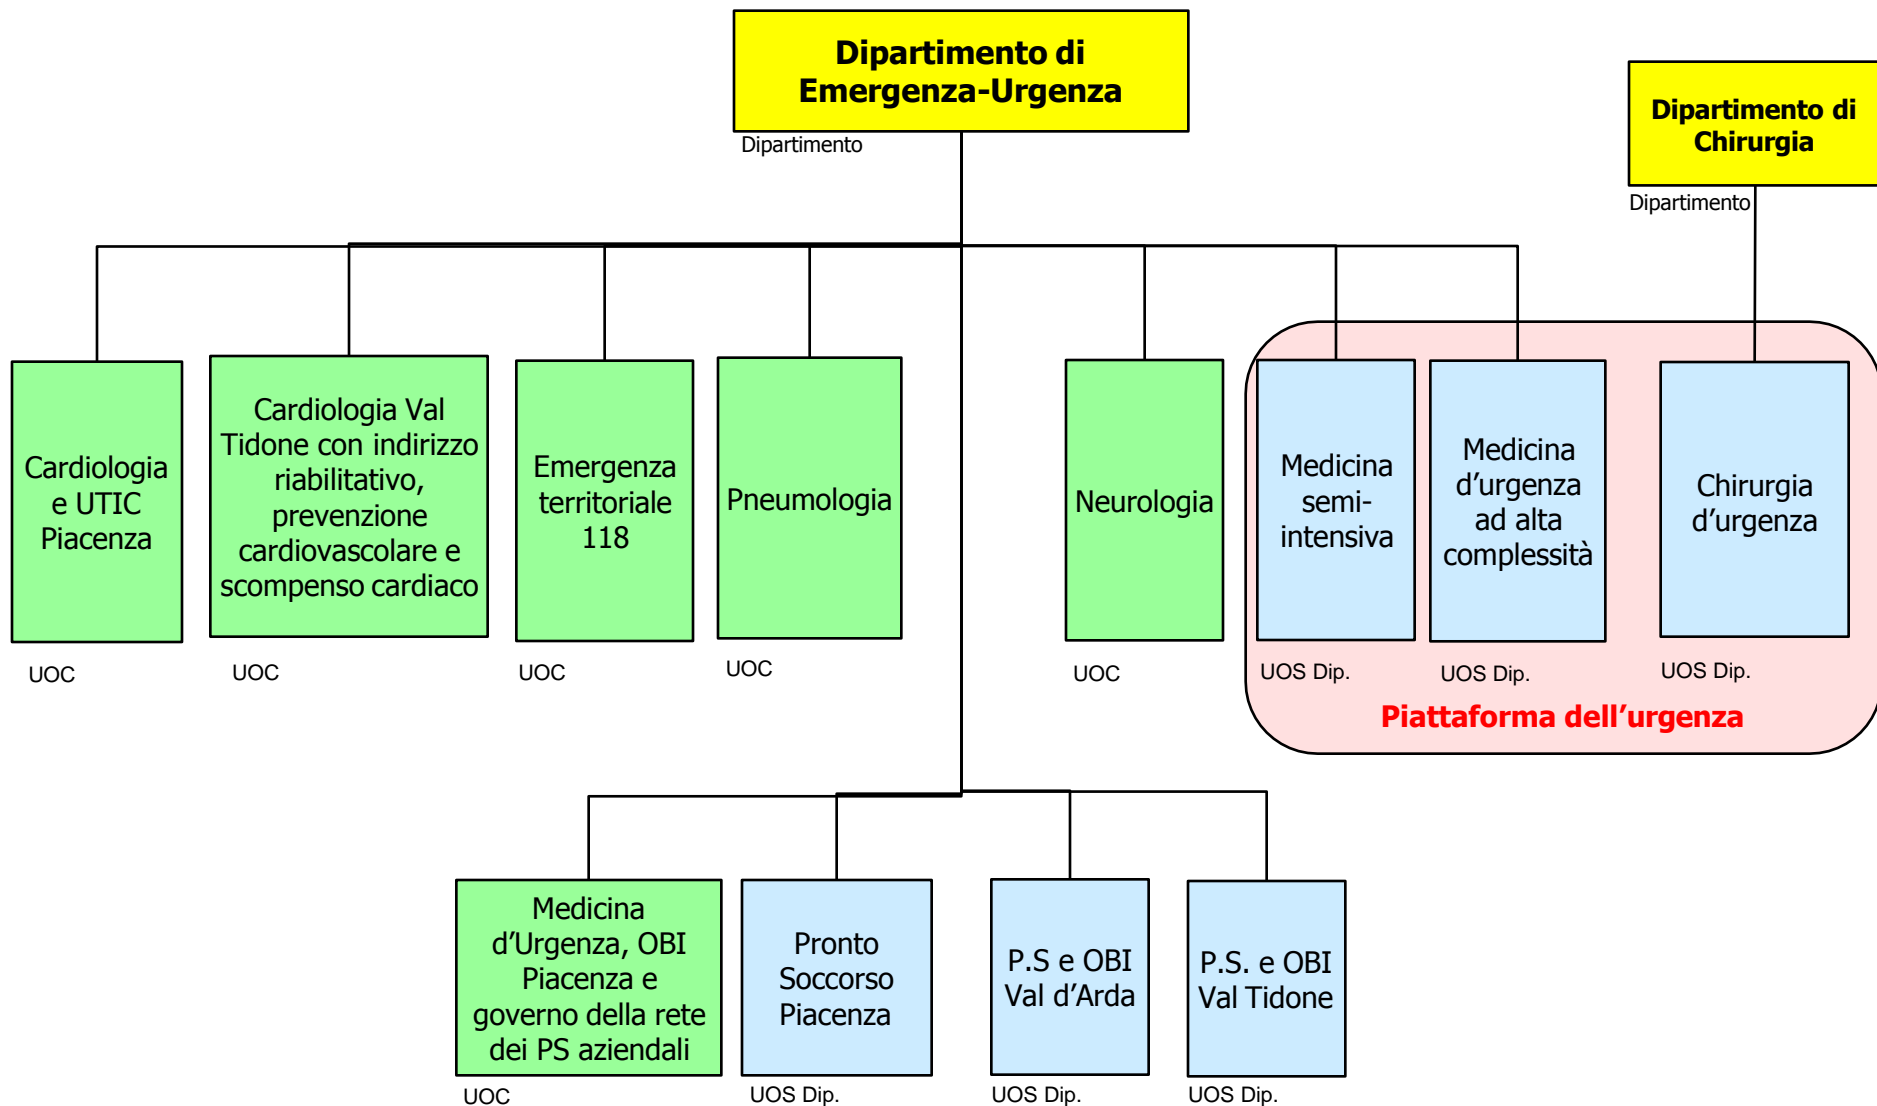 Dipartimento di
Emergenza-Urgenza
Dipartimento
Dipartimento di
Chirurgia
Dipartimento
Cardiologia
e UTIC
Piacenza
UOC
Cardiologia Val
Tidone con indirizzo
riabilitativo,
prevenzione
cardiovascolare e
scompenso cardiaco
UOC
Emergenza
territoriale
118
UOC
Pneumologia
UOC
Neurologia
UOC
Medicina
semi-
intensiva
UOS Dip.
Medicina
d’urgenza
ad alta
complessità
UOS Dip.
Chirurgia
d’urgenza
UOS Dip.
Piattaforma dell’urgenza
Medicina
d’Urgenza, OBI
Piacenza e
governo della rete
dei PS aziendali
UOC
Pronto
Soccorso
Piacenza
UOS Dip.
P.S e OBI
Val d’Arda
UOS Dip.
P.S. e OBI
Val Tidone
UOS Dip.